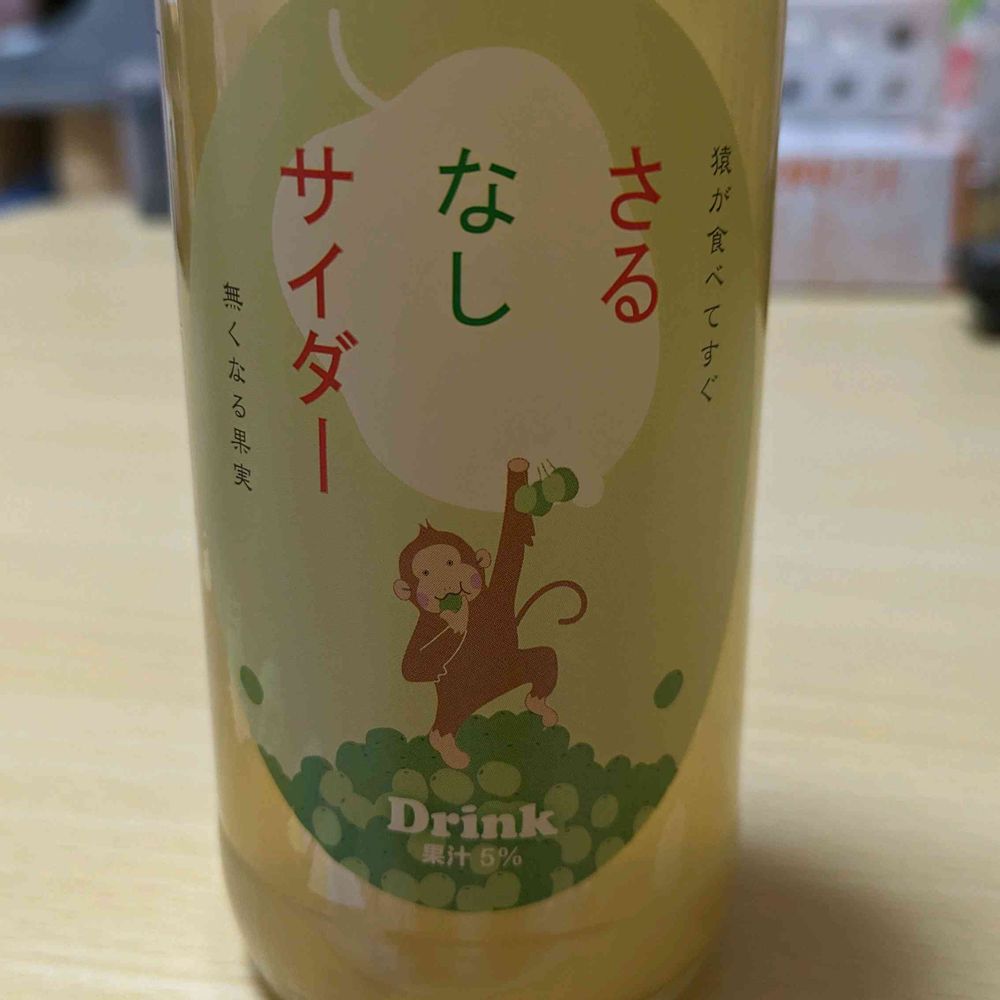 猿が食べてすぐ
さる
なし
サイダー
無くなる果実
Drink
果汁 5%